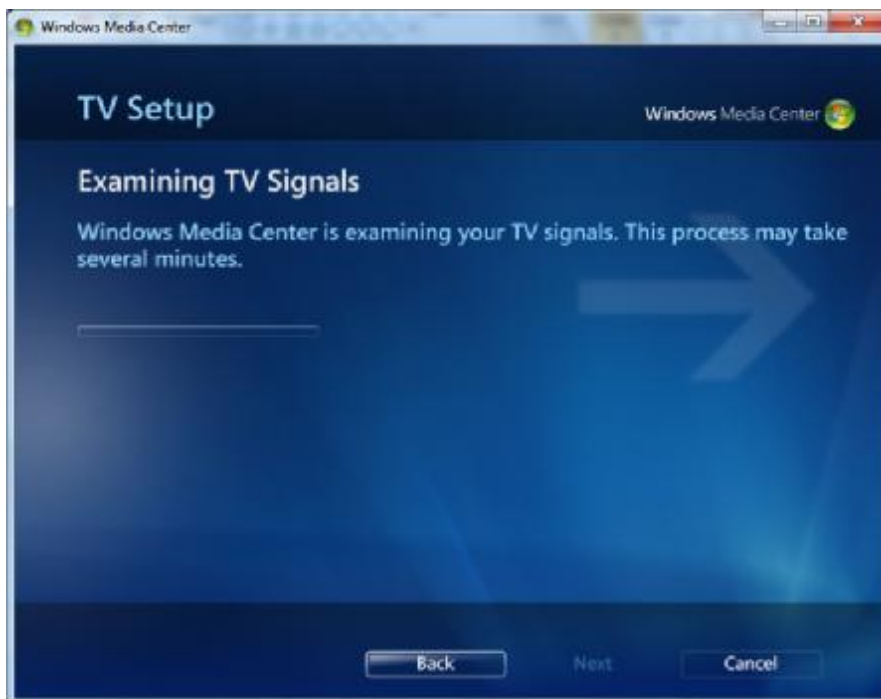 Windows Media Center
TV Setup
Windows Media Center
Examining TV Signals
Windows Media Center is examining your TV signals. This process may take
several minutes.
Back Next Cancel